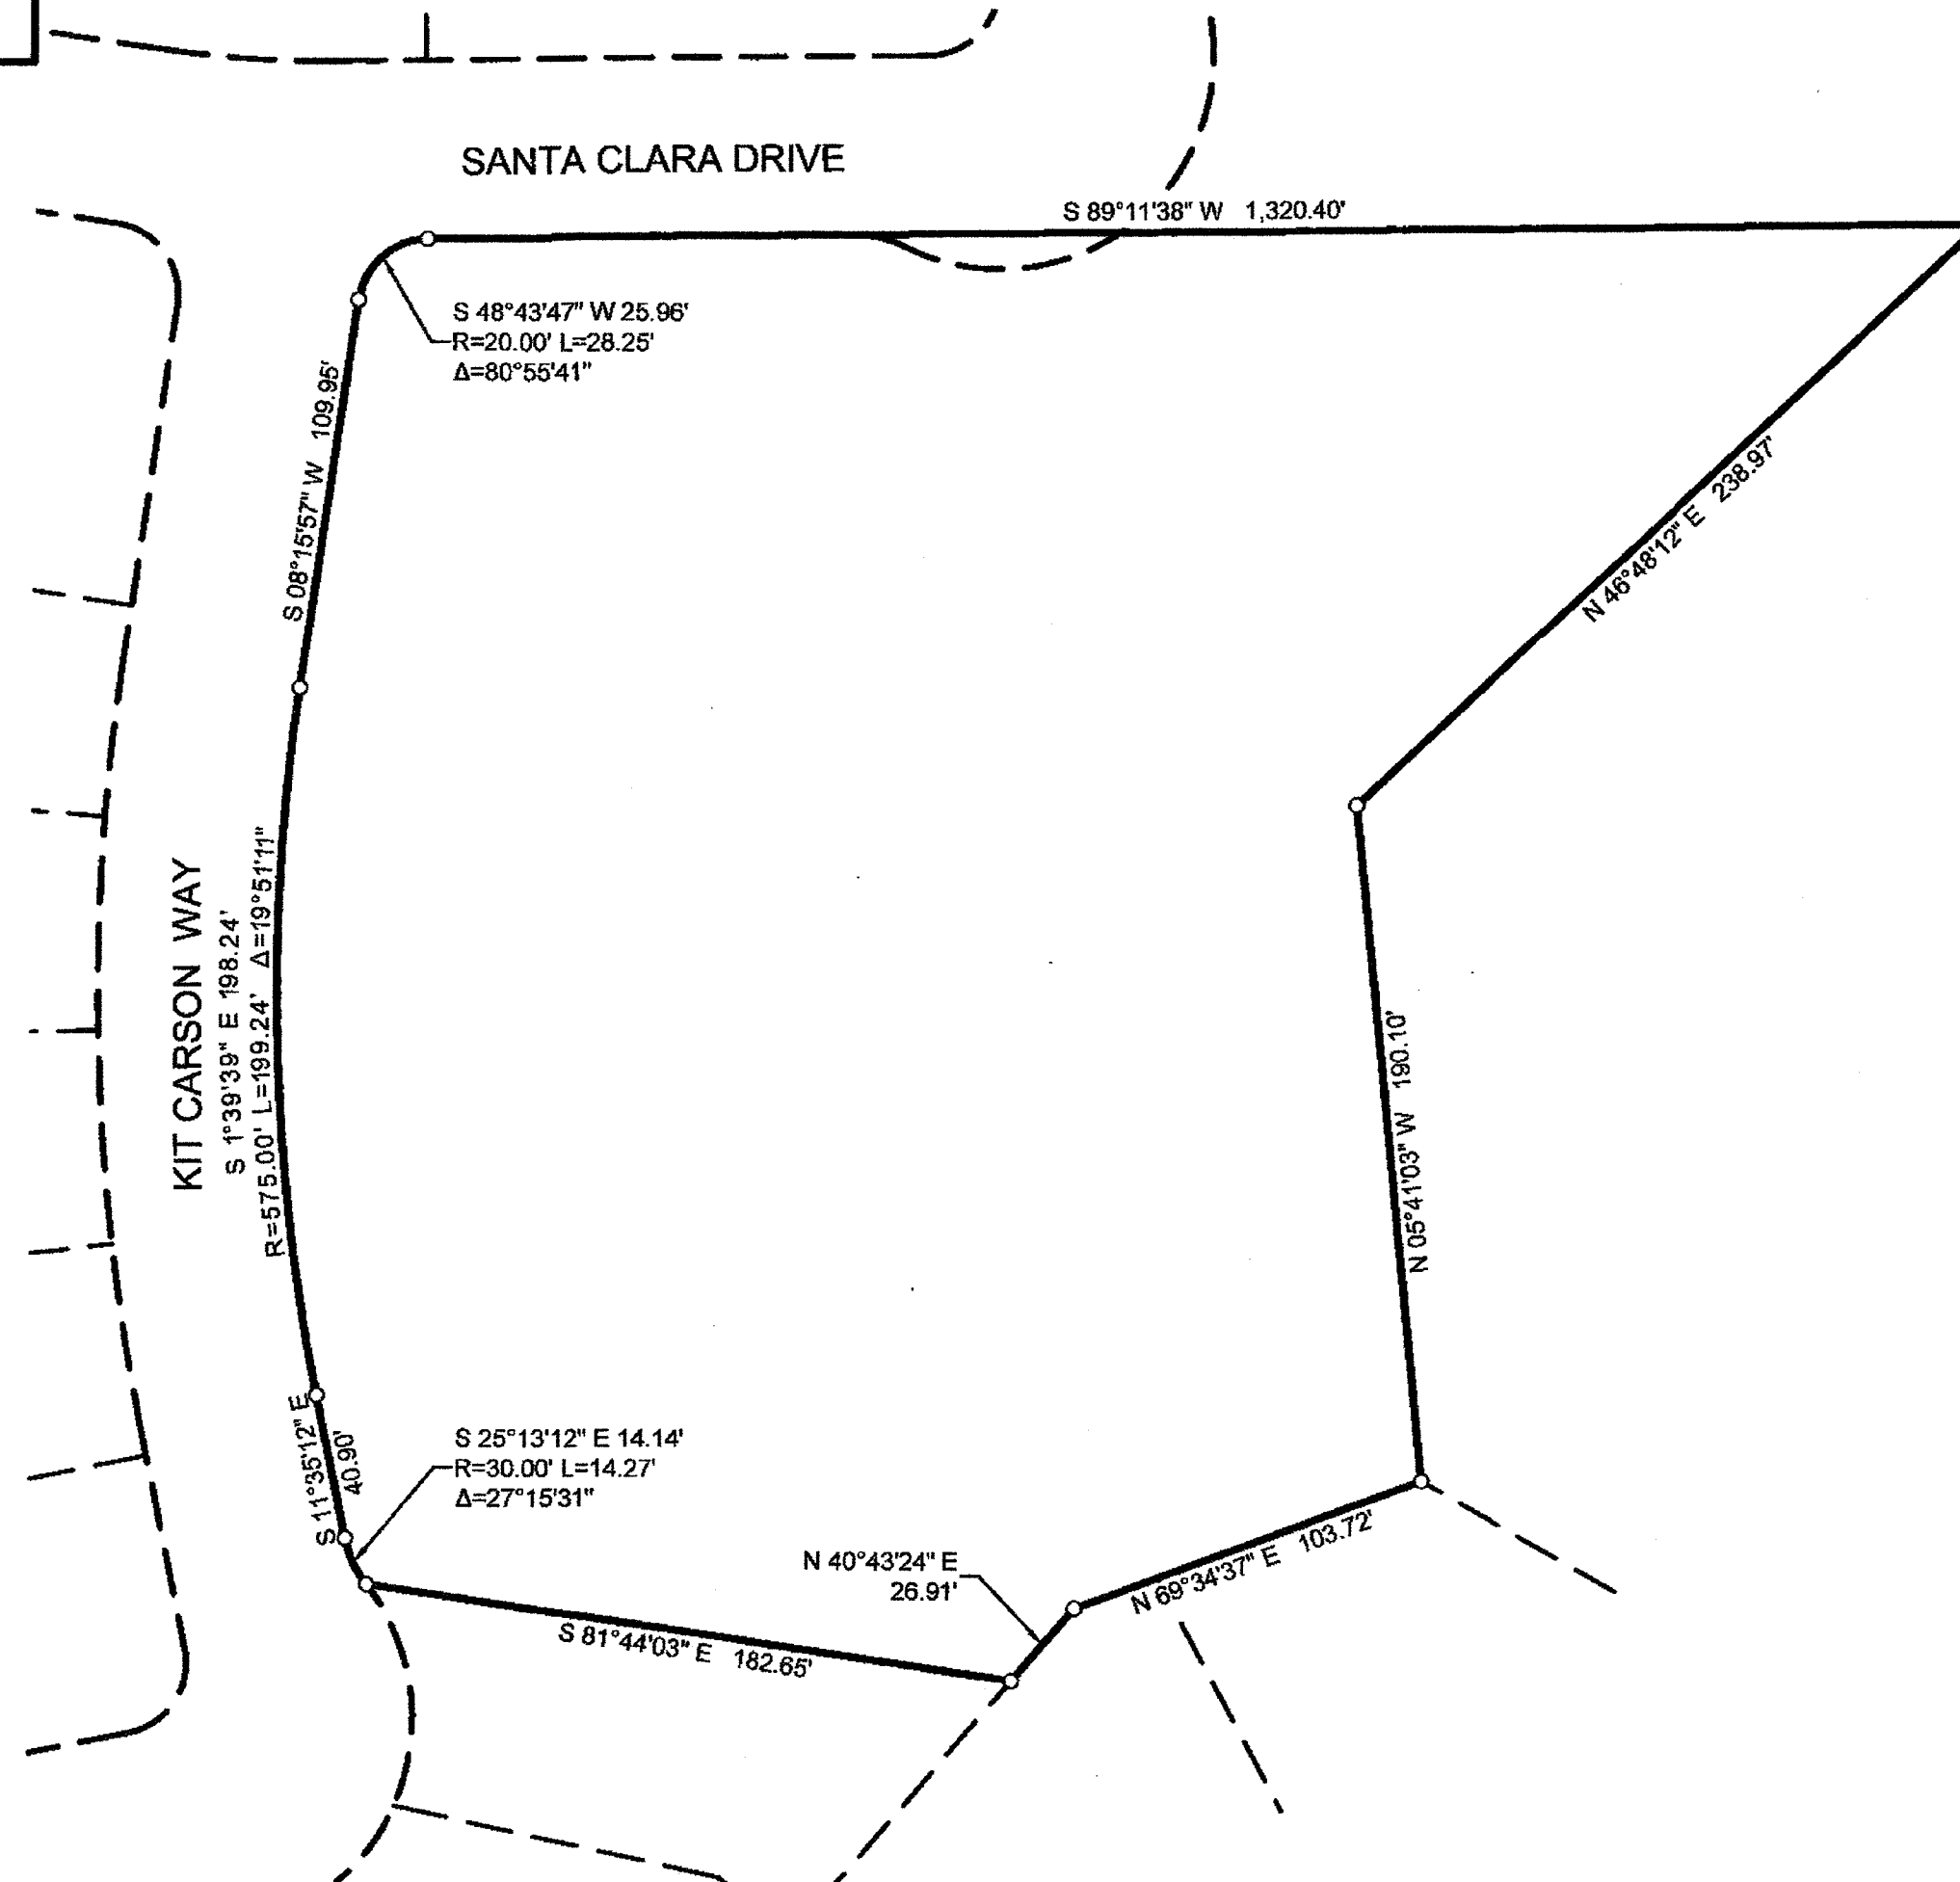 SANTA CLARA DRIVE
S 89°11'38" W 1,320.40'
S 48°43'47" W 25.96'
R=20.00' L=28.25'
Δ=80°55'41"
S 08°15'57" W 109.95'
N 46°48'12" E 238.97'
KIT CARSON WAY
S 1°39'39" E 198.24'
R=575.00' L=199.24' Δ=19°51'11"
N 05°41'03" W 190.10'
S 11°35'12" E
40.90'
S 25°13'12" E 14.14'
R=30.00' L=14.27'
Δ=27°15'31"
N 40°43'24" E
26.91'
N 69°34'37" E 103.72'
S 81°44'03" E 182.65'